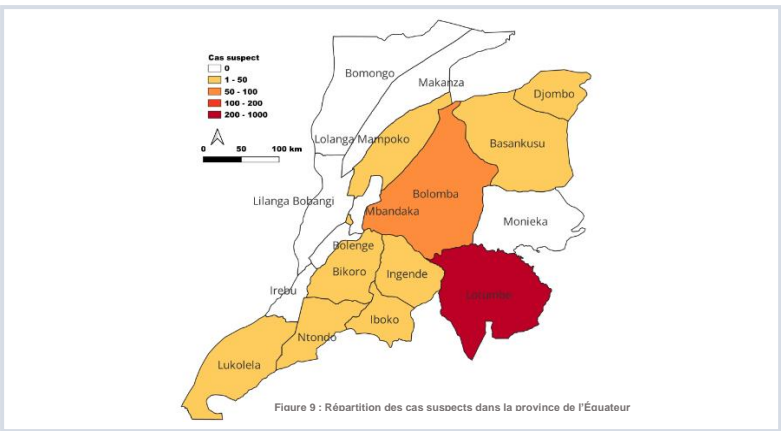 Cas suspect
0
1 - 50
50 - 100
100 - 200
200 - 1000
0 50 100 km
Bomongo
Makanza
Djombo
Lolanga Mampoko
Basankusu
Lilanga Bobangi
Bolomba
Mbandaka
Monieka
Bolenge
Bikoro
Ingende
Irebu
Iboko
Ntondo
Lukolela
Figure 9 : Répartition des cas suspects dans la province de l'Équateur